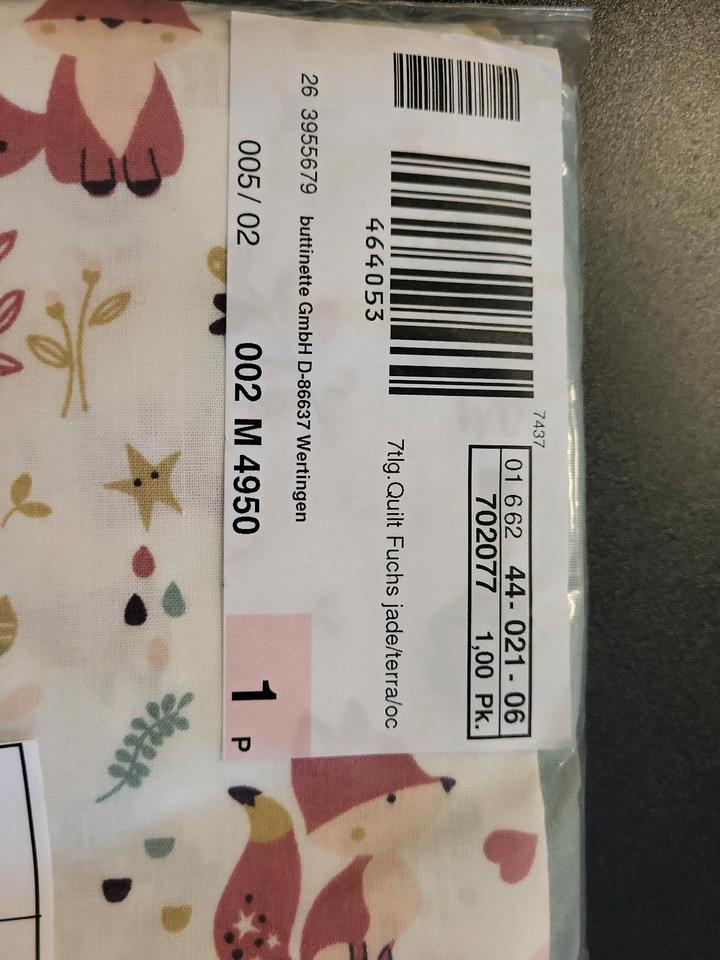 7437
01 662 44- 021 - 06
702077 1,00 Pk.
464053
7tlg.Quilt Fuchs jade/terra/oc
26 3955679 buttinette GmbH D-86637 Wertingen
005/ 02 002 M 4950 1 P